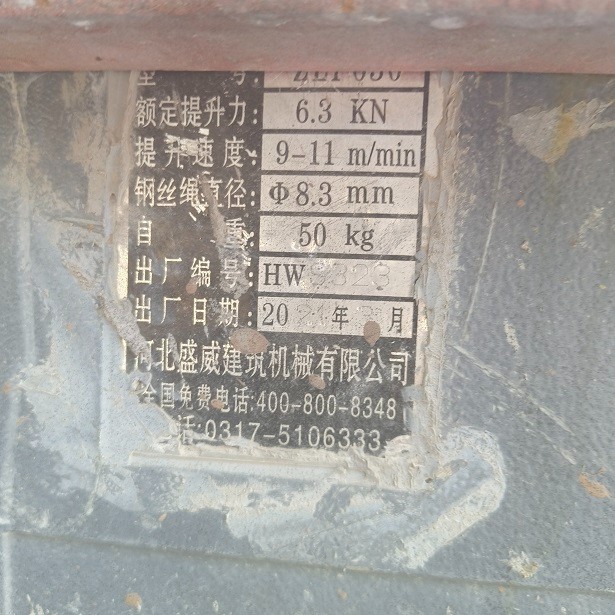 型 号: ZLP630
额定提升力: 6.3 KN
提升速度: 9-11 m/min
钢丝绳直径: Φ8.3 mm
自 重: 50 kg
出厂编号: HW
出厂日期: 20 年 月
河北盛威建筑机械有限公司
全国免费电话:400-800-8348
话:0317-5106333